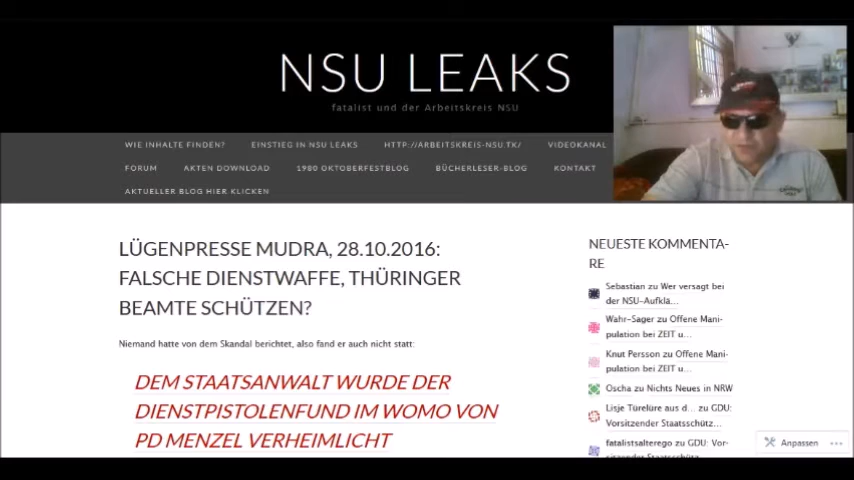 NSU LEAKS
fatalist und der Arbeitskreis NSU
WIE INHALTE FINDEN?
EINSTIEG IN NSU LEAKS
HTTP://ARBEITSKREIS-NSU.TK/
VIDEOKANAL
FORUM
AKTEN DOWNLOAD
1980 OKTOBERFESTBLOG
BÜCHERLESER-BLOG
KONTAKT
AKTUELLER BLOG HIER KLICKEN
LÜGENPRESSE MUDRA, 28.10.2016:
FALSCHE DIENSTWAFFE, THÜRINGER
BEAMTE SCHÜTZEN?
Niemand hatte von dem Skandal berichtet, also fand er auch nicht statt:
DEM STAATSANWALT WURDE DER
DIENSTPISTOLENFUND IM WOMO VON
PD MENZEL VERHEIMLICHT
NEUESTE KOMMENTA-
RE
Sebastian zu Wer versagt bei
der NSU-Aufklä...
Wahr-Sager zu Offene Mani-
pulation bei ZEIT u...
Knut Persson zu Offene Mani-
pulation bei ZEIT u...
Oscha zu Nichts Neues in NRW
Lisje Türelüre aus d... zu GDU:
Vorsitzender Staatsschütz...
fatalistsalterego zu GDU: Vor-
sitzender Staatsschütz...
Anpassen